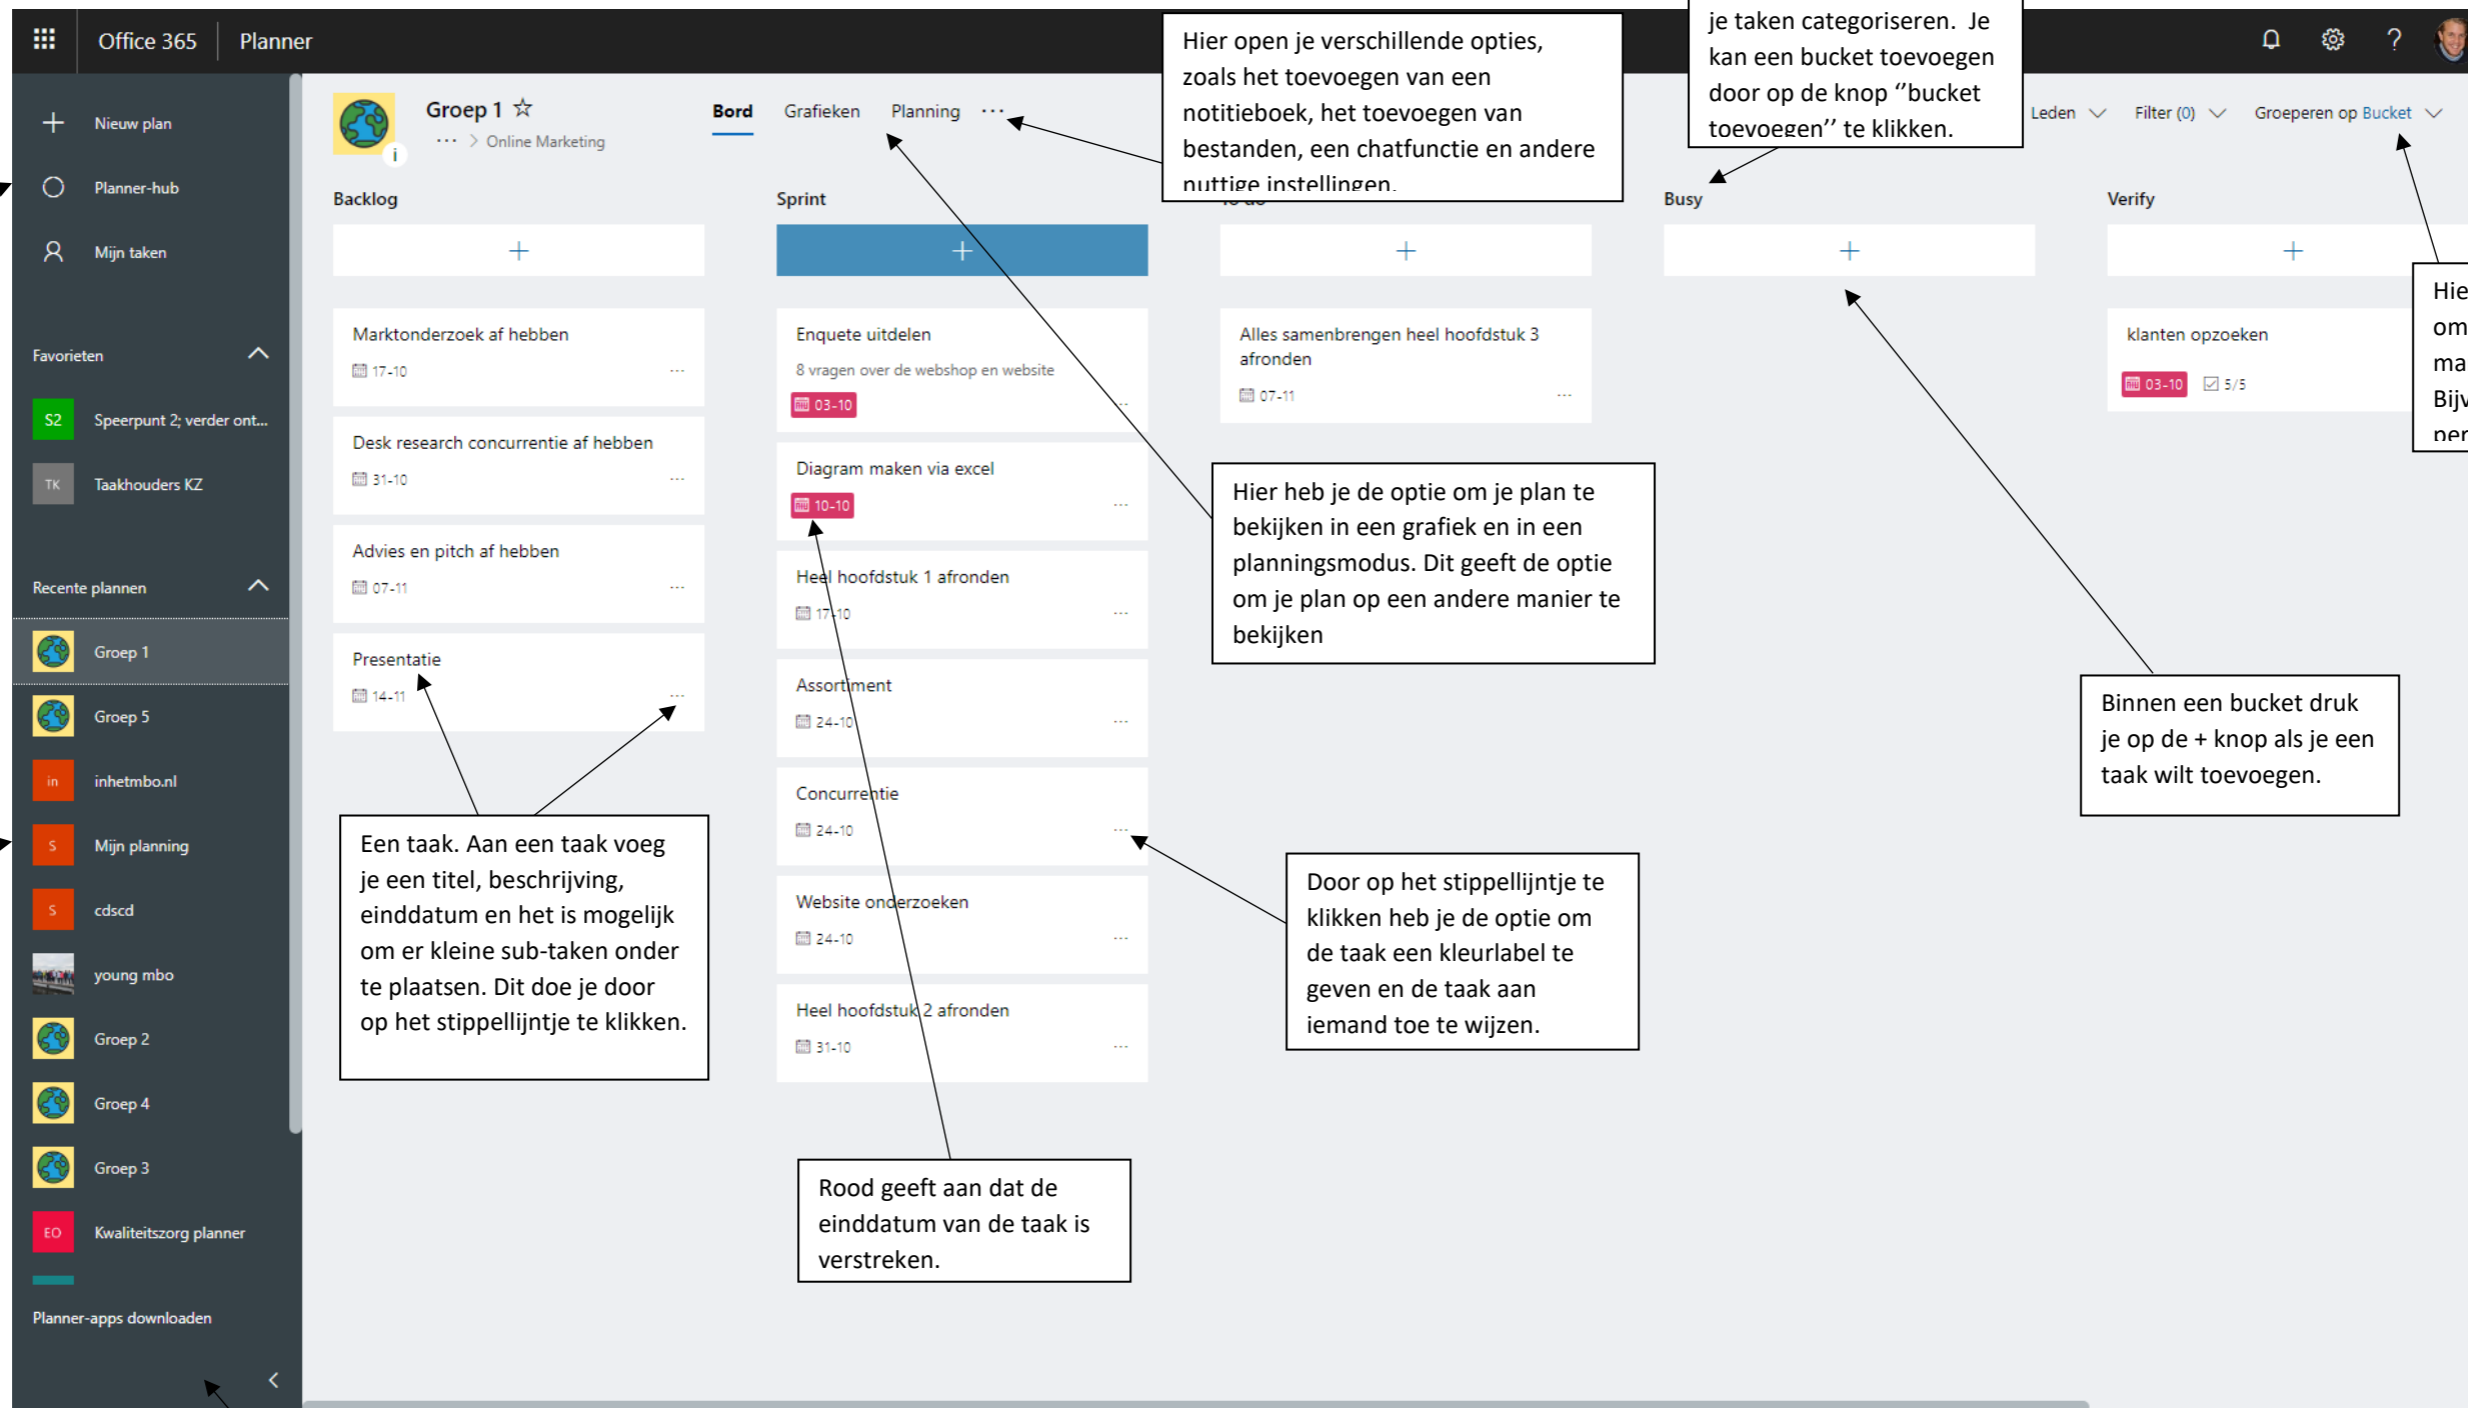 Office 365
Planner
Nieuw plan
Planner-hub
Mijn taken
Favorieten
S2
Speerpunt 2; verder ont...
TK
Taakhouders KZ
Recente plannen
Groep 1
Groep 5
in
inhetmbo.nl
S
Mijn planning
S
cdscd
young mbo
Groep 2
Groep 4
Groep 3
EO
Kwaliteitszorg planner
Planner-apps downloaden
Groep 1
i
··· > Online Marketing
Bord
Grafieken
Planning
···
Leden
Filter (0)
Groeperen op Bucket
Hier open je verschillende opties,
zoals het toevoegen van een
notitieboek, het toevoegen van
bestanden, een chatfunctie en andere
nuttige instellingen.
je taken categoriseren. Je
kan een bucket toevoegen
door op de knop ‘’bucket
toevoegen’’ te klikken.
Backlog
+
Marktonderzoek af hebben
17-10
Desk research concurrentie af hebben
31-10
Advies en pitch af hebben
07-11
Presentatie
14-11
Een taak. Aan een taak voeg
je een titel, beschrijving,
einddatum en het is mogelijk
om er kleine sub-taken onder
te plaatsen. Dit doe je door
op het stippellijntje te klikken.
Sprint
+
Enquete uitdelen
8 vragen over de webshop en website
03-10
Diagram maken via excel
10-10
Heel hoofdstuk 1 afronden
17-10
Assortiment
24-10
Concurrentie
24-10
Website onderzoeken
24-10
Heel hoofdstuk 2 afronden
31-10
Rood geeft aan dat de
einddatum van de taak is
verstreken.
To do
+
Alles samenbrengen heel hoofdstuk 3
afronden
07-11
Hier heb je de optie om je plan te
bekijken in een grafiek en in een
planningsmodus. Dit geeft de optie
om je plan op een andere manier te
bekijken
Door op het stippellijntje te
klikken heb je de optie om
de taak een kleurlabel te
geven en de taak aan
iemand toe te wijzen.
Busy
+
Verify
+
klanten opzoeken
03-10
5/5
Binnen een bucket druk
je op de + knop als je een
taak wilt toevoegen.
Hie
om
ma